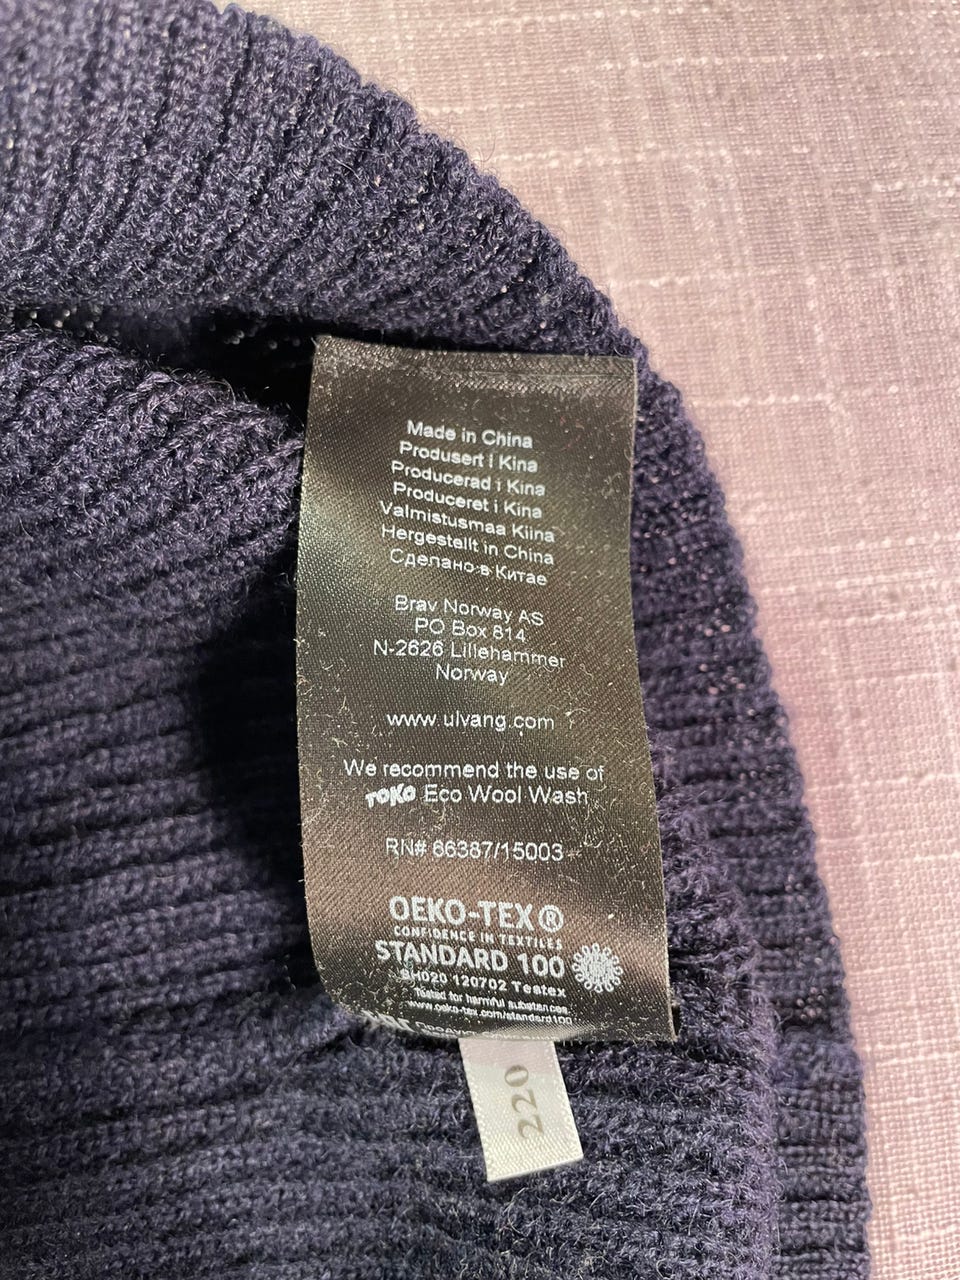 Made in China
Produsert i Kina
Producerad i Kina
Produceret i Kina
Valmistusmaa Kiina
Hergestellt in China
Сделано в Китае
Brav Norway AS
PO Box 814
N-2626 Lillehammer
Norway
www.ulvang.com
We recommend the use of
TOKO Eco Wool Wash
RN# 66387/15003
OEKO-TEX®
CONFIDENCE IN TEXTILES
STANDARD 100
SH020 120702 Testex
Tested for harmful substances.
www.oeko-tex.com/standard100
220